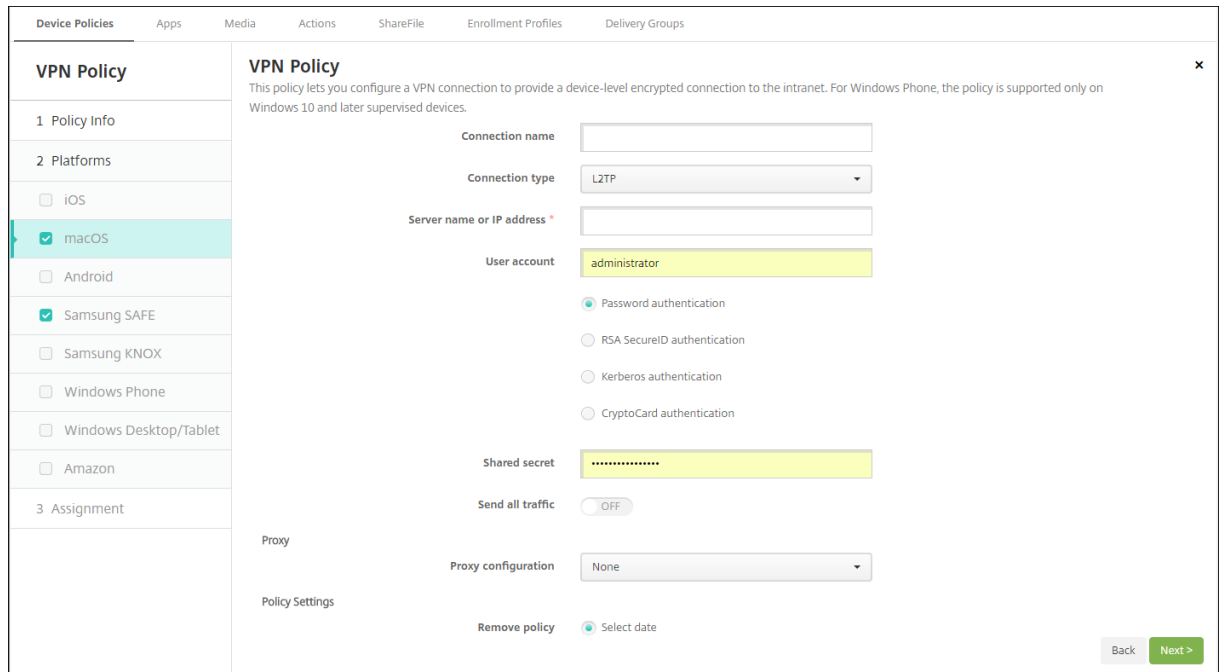 Device Policies Apps Media Actions ShareFile Enrollment Profiles Delivery Groups
VPN Policy
1 Policy Info
2 Platforms
iOS
macOS
Android
Samsung SAFE
Samsung KNOX
Windows Phone
Windows Desktop/Tablet
Amazon
3 Assignment
VPN Policy
This policy lets you configure a VPN connection to provide a device-level encrypted connection to the intranet. For Windows Phone, the policy is supported only on
Windows 10 and later supervised devices.
Connection name
Connection type L2TP
Server name or IP address *
User account administrator
Password authentication
RSA SecureID authentication
Kerberos authentication
CryptoCard authentication
Shared secret ••••••••••••••••
Send all traffic OFF
Proxy
Proxy configuration None
Policy Settings
Remove policy Select date
Back Next >